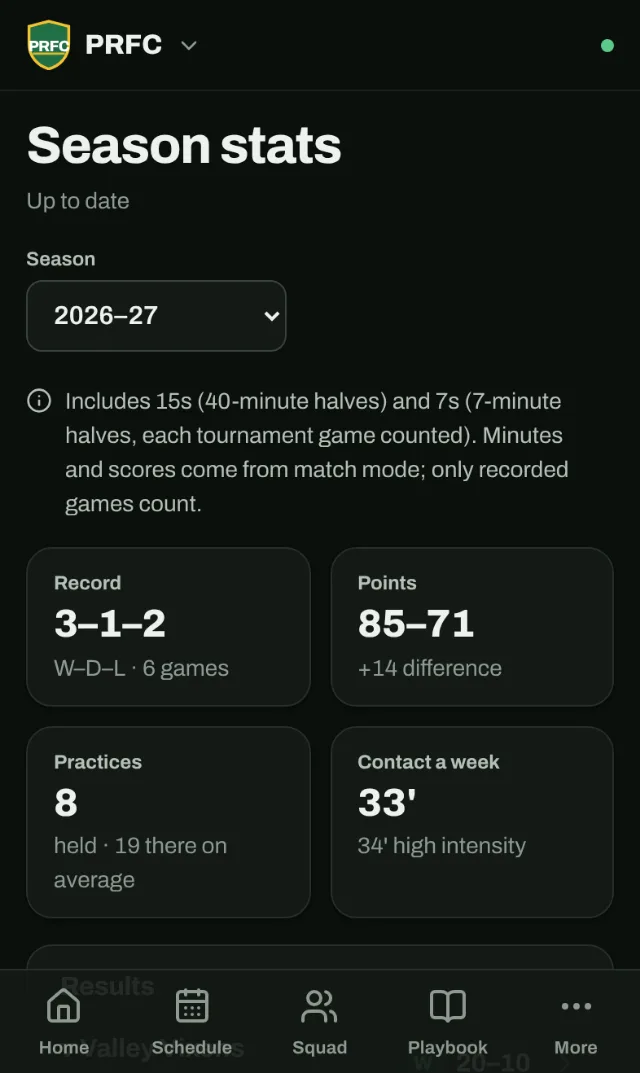 PRFC PRFC
Season stats
Up to date
Season
2026–27
Includes 15s (40-minute halves) and 7s (7-minute
halves, each tournament game counted). Minutes
and scores come from match mode; only recorded
games count.
Record
3–1–2
W–D–L · 6 games
Points
85–71
+14 difference
Practices
8
held · 19 there on
average
Contact a week
33'
34' high intensity
Results
Valley
W 20–10
Home
Schedule
Squad
Playbook
More